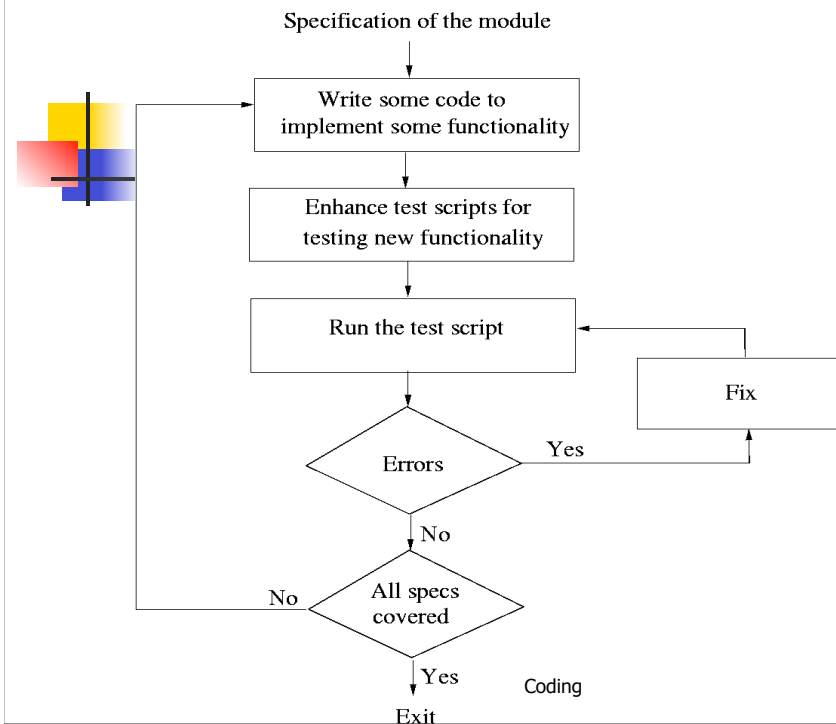 Specification of the module
Write some code to
implement some functionality
Enhance test scripts for
testing new functionality
Run the test script
Fix
Errors
Yes
No
All specs
covered
No
Yes
Coding
Exit